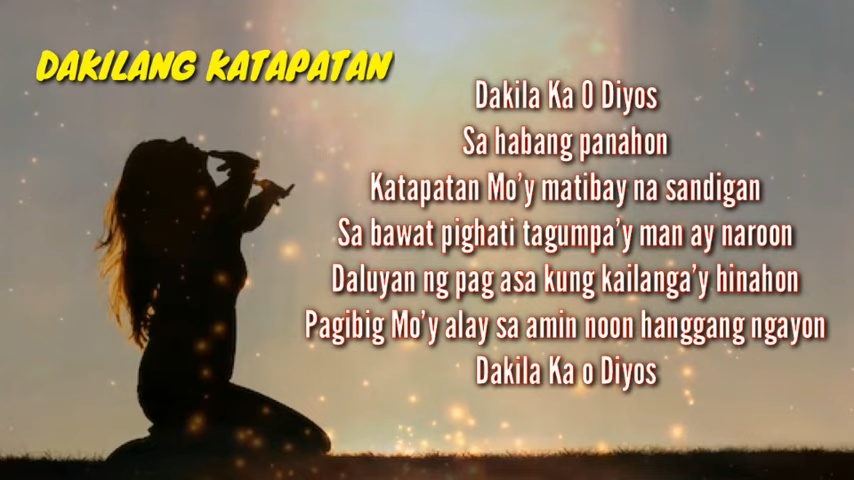 DAKILANG KATAPATAN
Dakila Ka O Diyos
Sa habang panahon
Katapatan Mo'y matibay na sandigan
Sa bawat pighati tagumpa'y man ay naroon
Daluyan ng pag asa kung kailanga'y hinahon
Pagibig Mo'y alay sa amin noon hanggang ngayon
Dakila Ka o Diyos